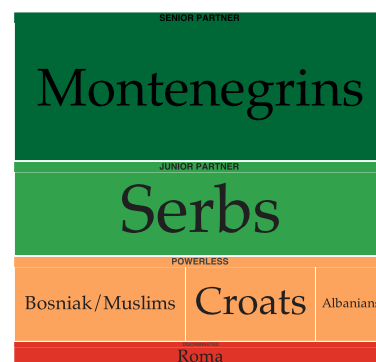 SENIOR PARTNER
Montenegrins
JUNIOR PARTNER
Serbs
POWERLESS
Bosniak/Muslims Croats Albanians
Roma